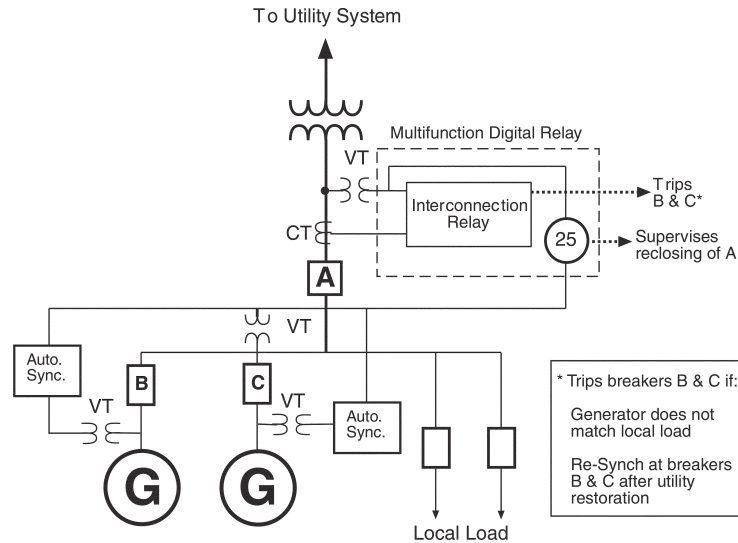 To Utility System
Multifunction Digital Relay
VT
Interconnection
Relay
Trips
B & C*
CT
25
Supervises
reclosing of A
A
VT
Auto.
Sync.
B
C
VT
VT
Auto.
Sync.
G
G
Local Load
* Trips breakers B & C if:
Generator does not
match local load
Re-Synch at breakers
B & C after utility
restoration